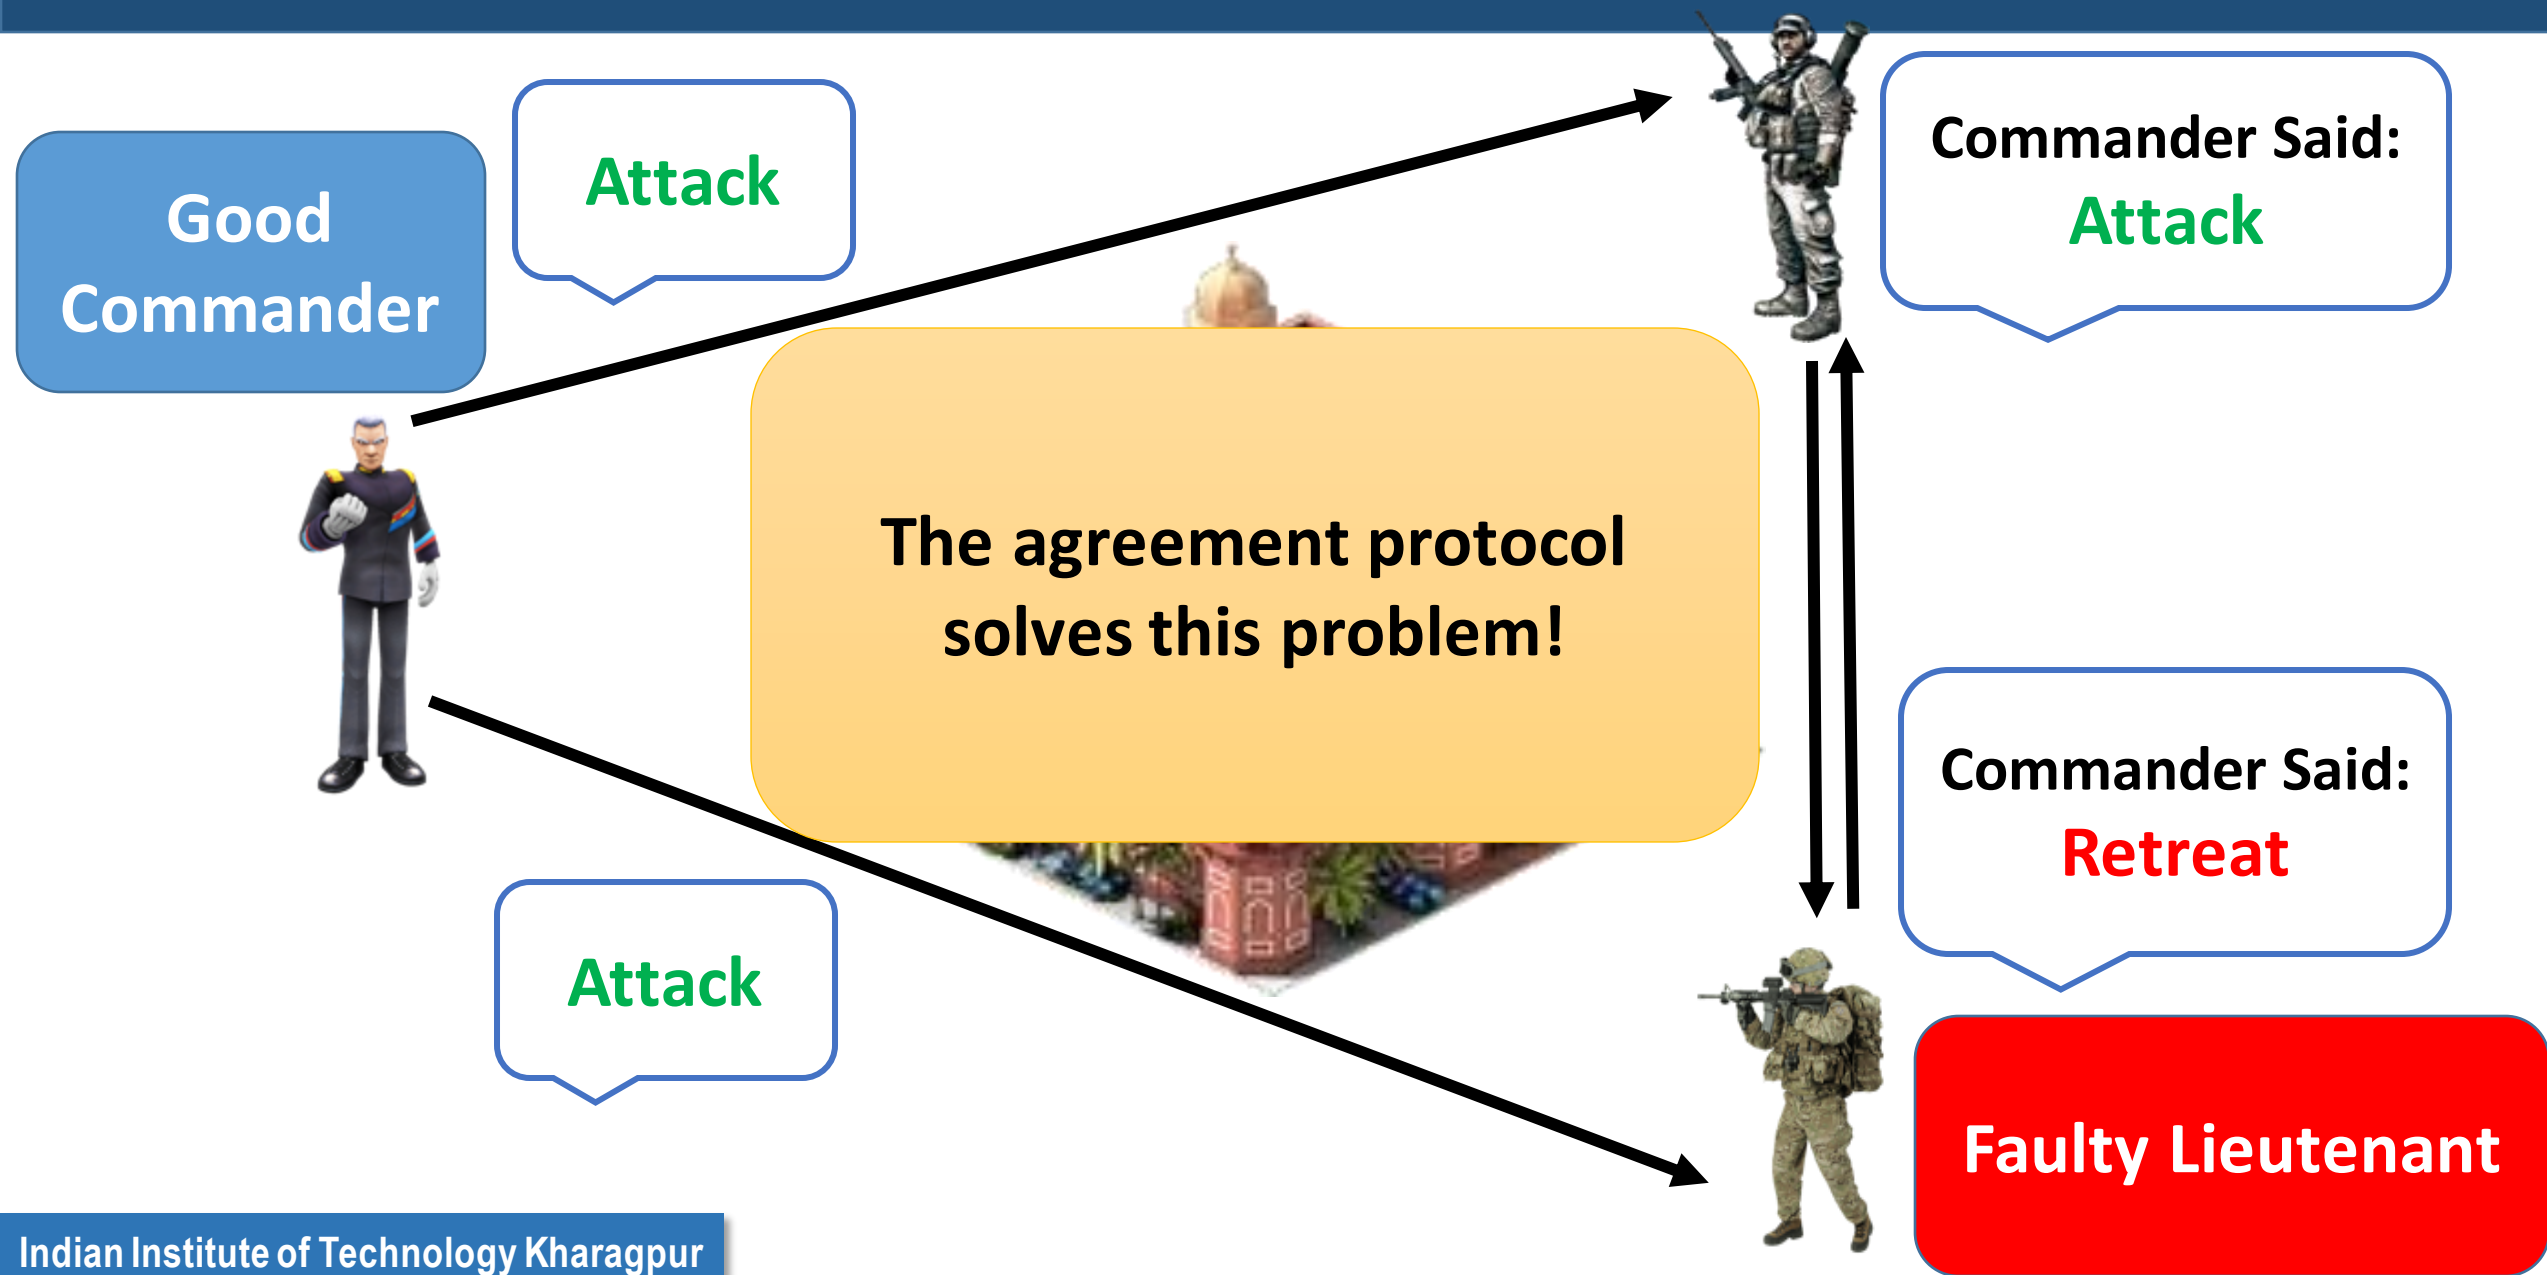 Good
Commander
Attack
Commander Said:
Attack
The agreement protocol
solves this problem!
Attack
Commander Said:
Retreat
Faulty Lieutenant
Indian Institute of Technology Kharagpur